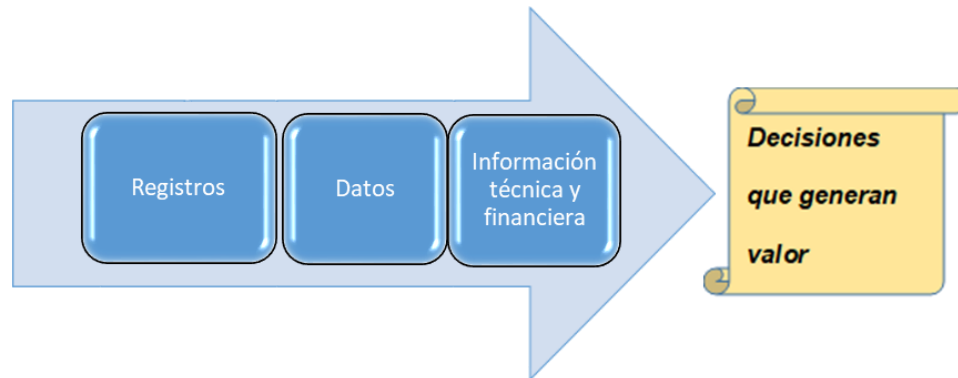 Registros
Datos
Información
técnica y
financiera
Decisiones
que generan
valor